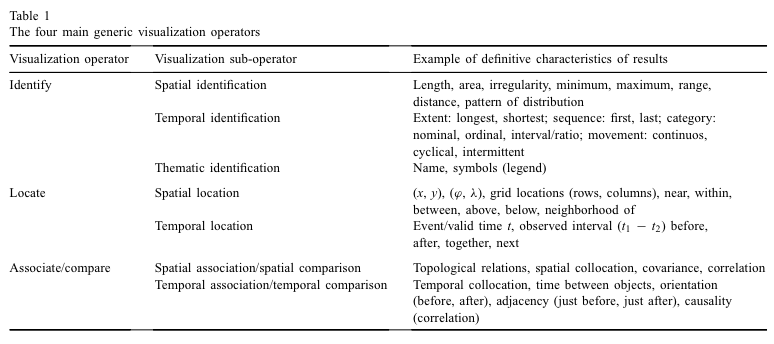 Table 1
The four main generic visualization operators
Visualization operator Visualization sub-operator Example of definitive characteristics of results
Identify Spatial identification Length, area, irregularity, minimum, maximum, range,
distance, pattern of distribution
Temporal identification Extent: longest, shortest; sequence: first, last; category:
nominal, ordinal, interval/ratio; movement: continuos,
cyclical, intermittent
Thematic identification Name, symbols (legend)
Locate Spatial location (x, y), (φ, λ), grid locations (rows, columns), near, within,
between, above, below, neighborhood of
Temporal location Event/valid time t, observed interval (t₁ − t₂) before,
after, together, next
Associate/compare Spatial association/spatial comparison Topological relations, spatial collocation, covariance, correlation
Temporal association/temporal comparison Temporal collocation, time between objects, orientation
(before, after), adjacency (just before, just after), causality
(correlation)